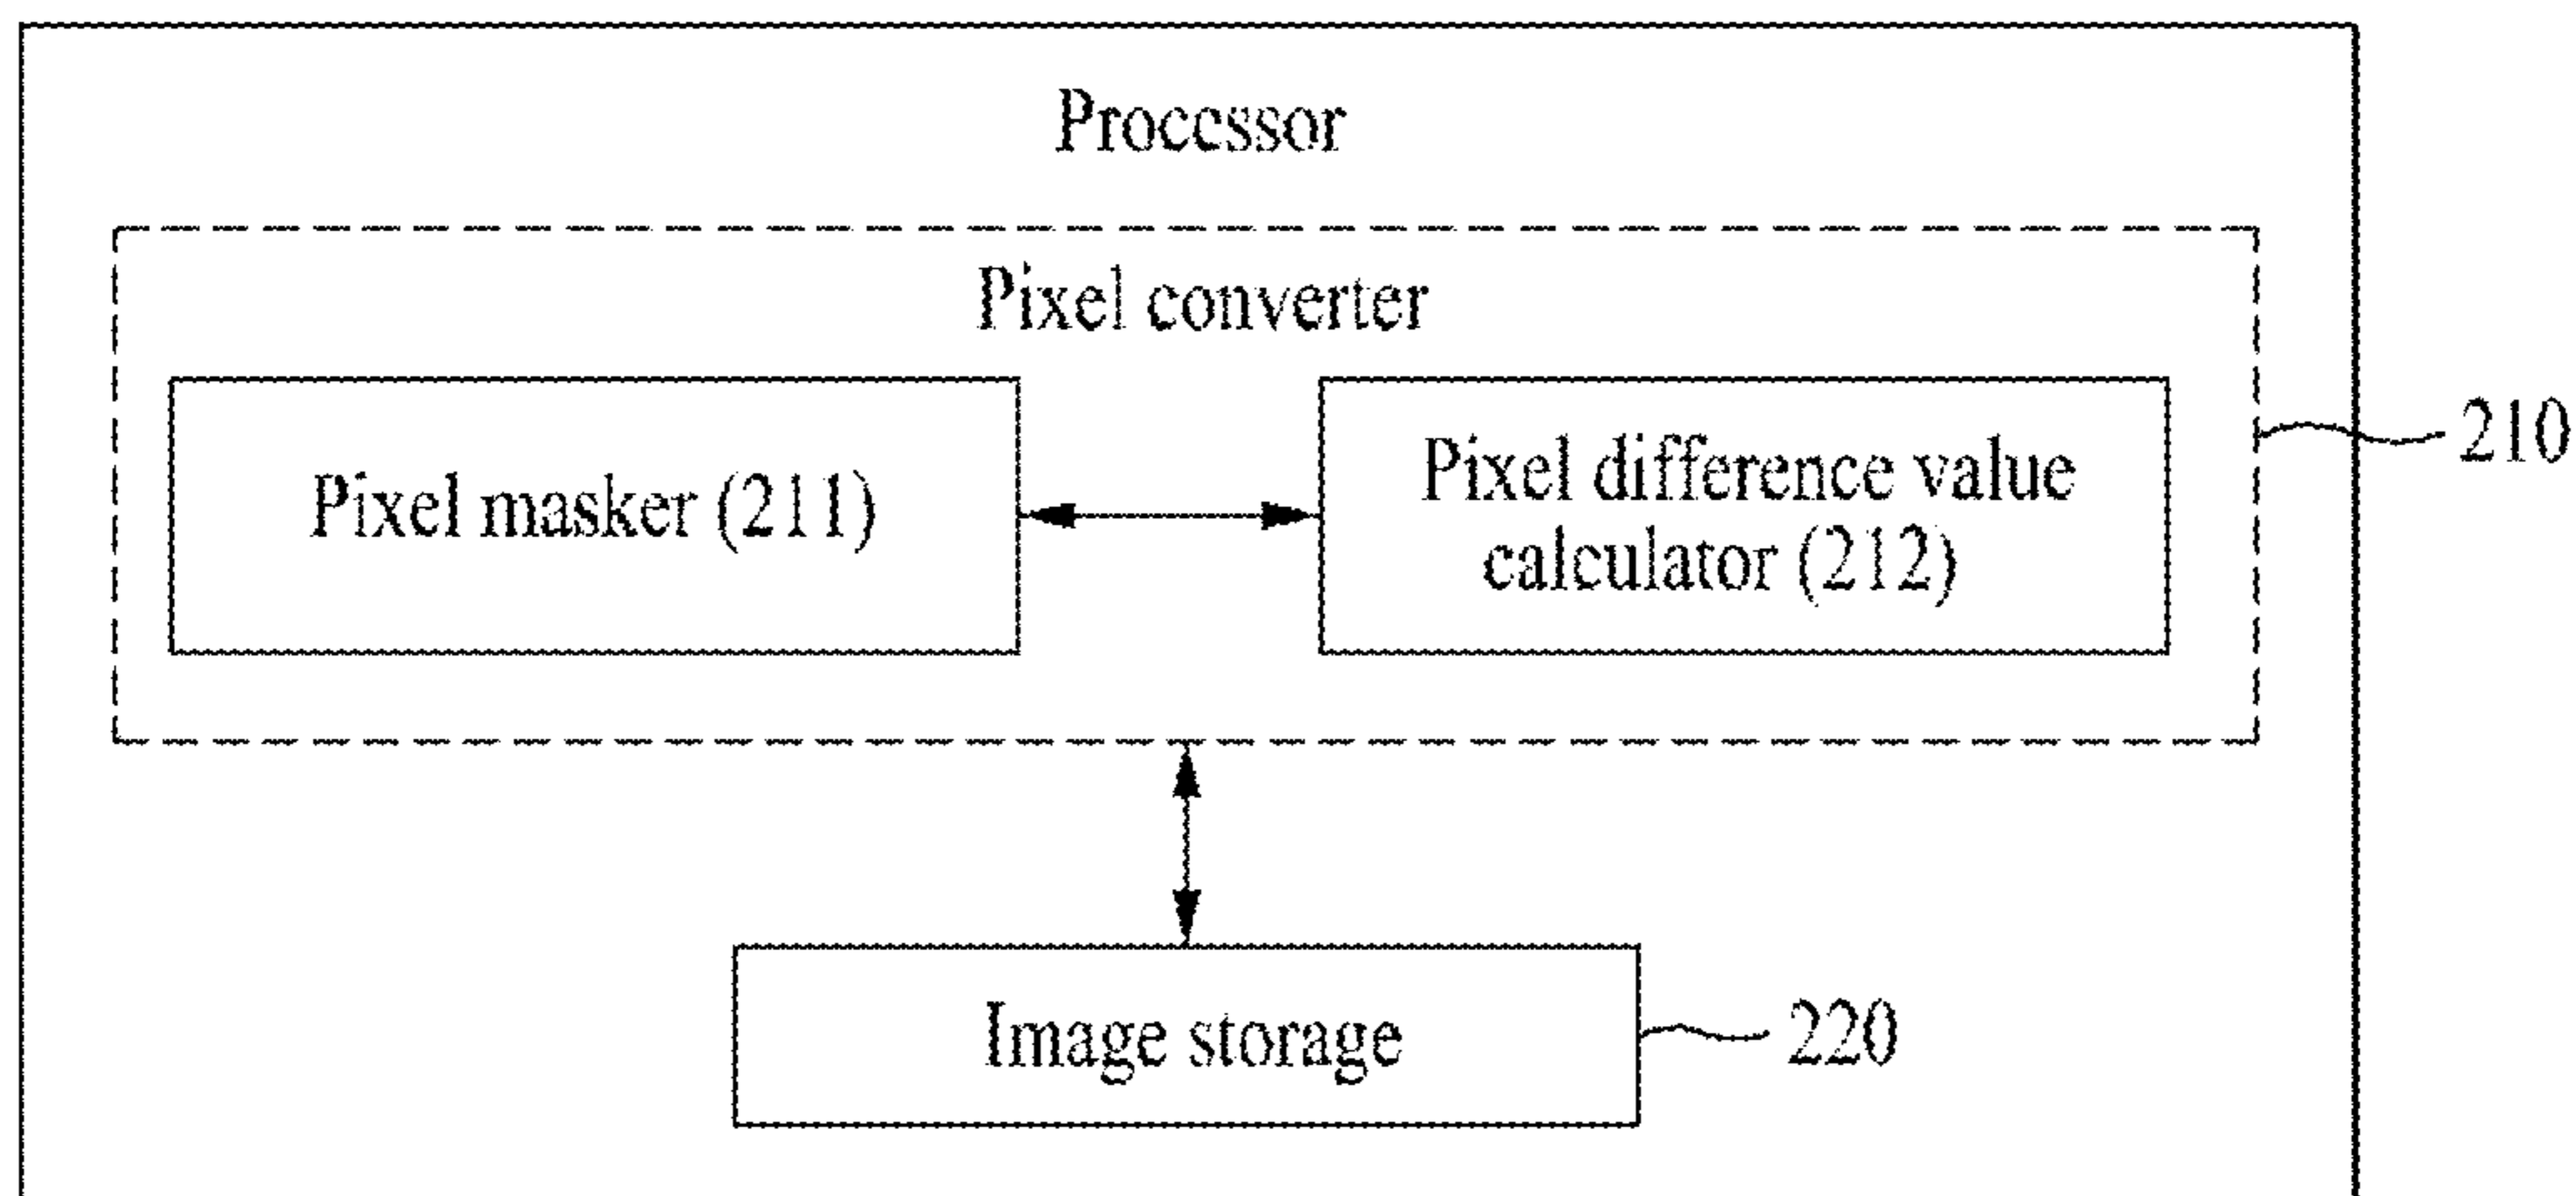 Processor
Pixel converter
Pixel masker (211)
Pixel difference value
calculator (212)
210
Image storage
220